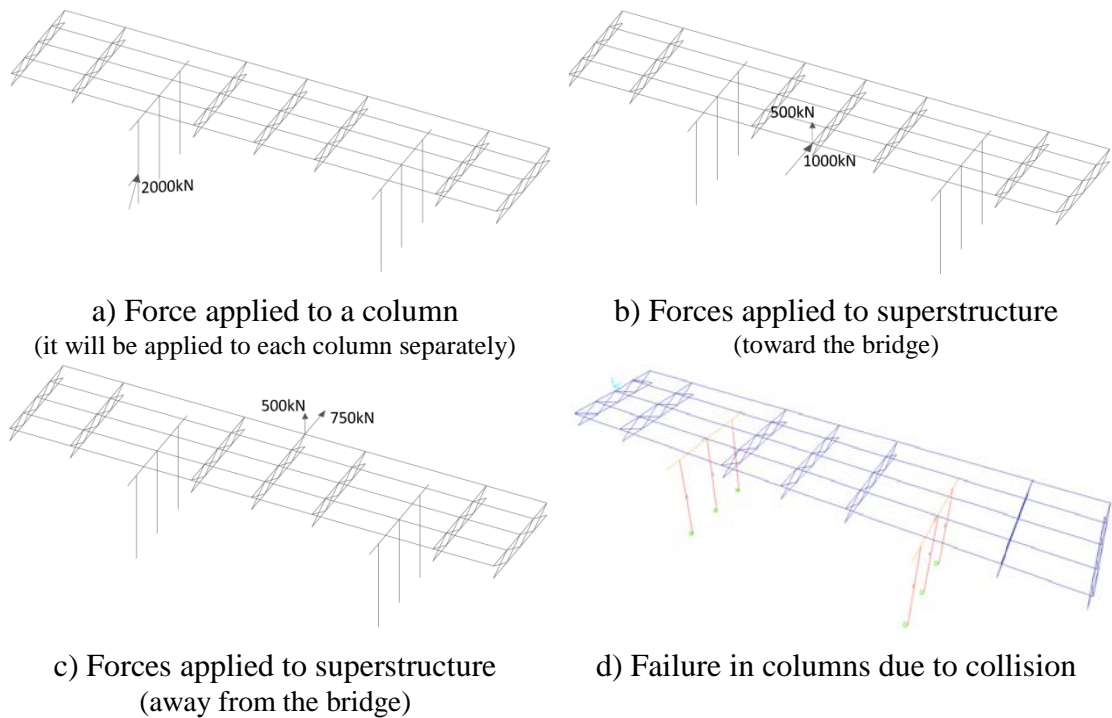 2000kN
a) Force applied to a column
(it will be applied to each column separately)
500kN
1000kN
b) Forces applied to superstructure
(toward the bridge)
500kN
750kN
c) Forces applied to superstructure
(away from the bridge)
d) Failure in columns due to collision